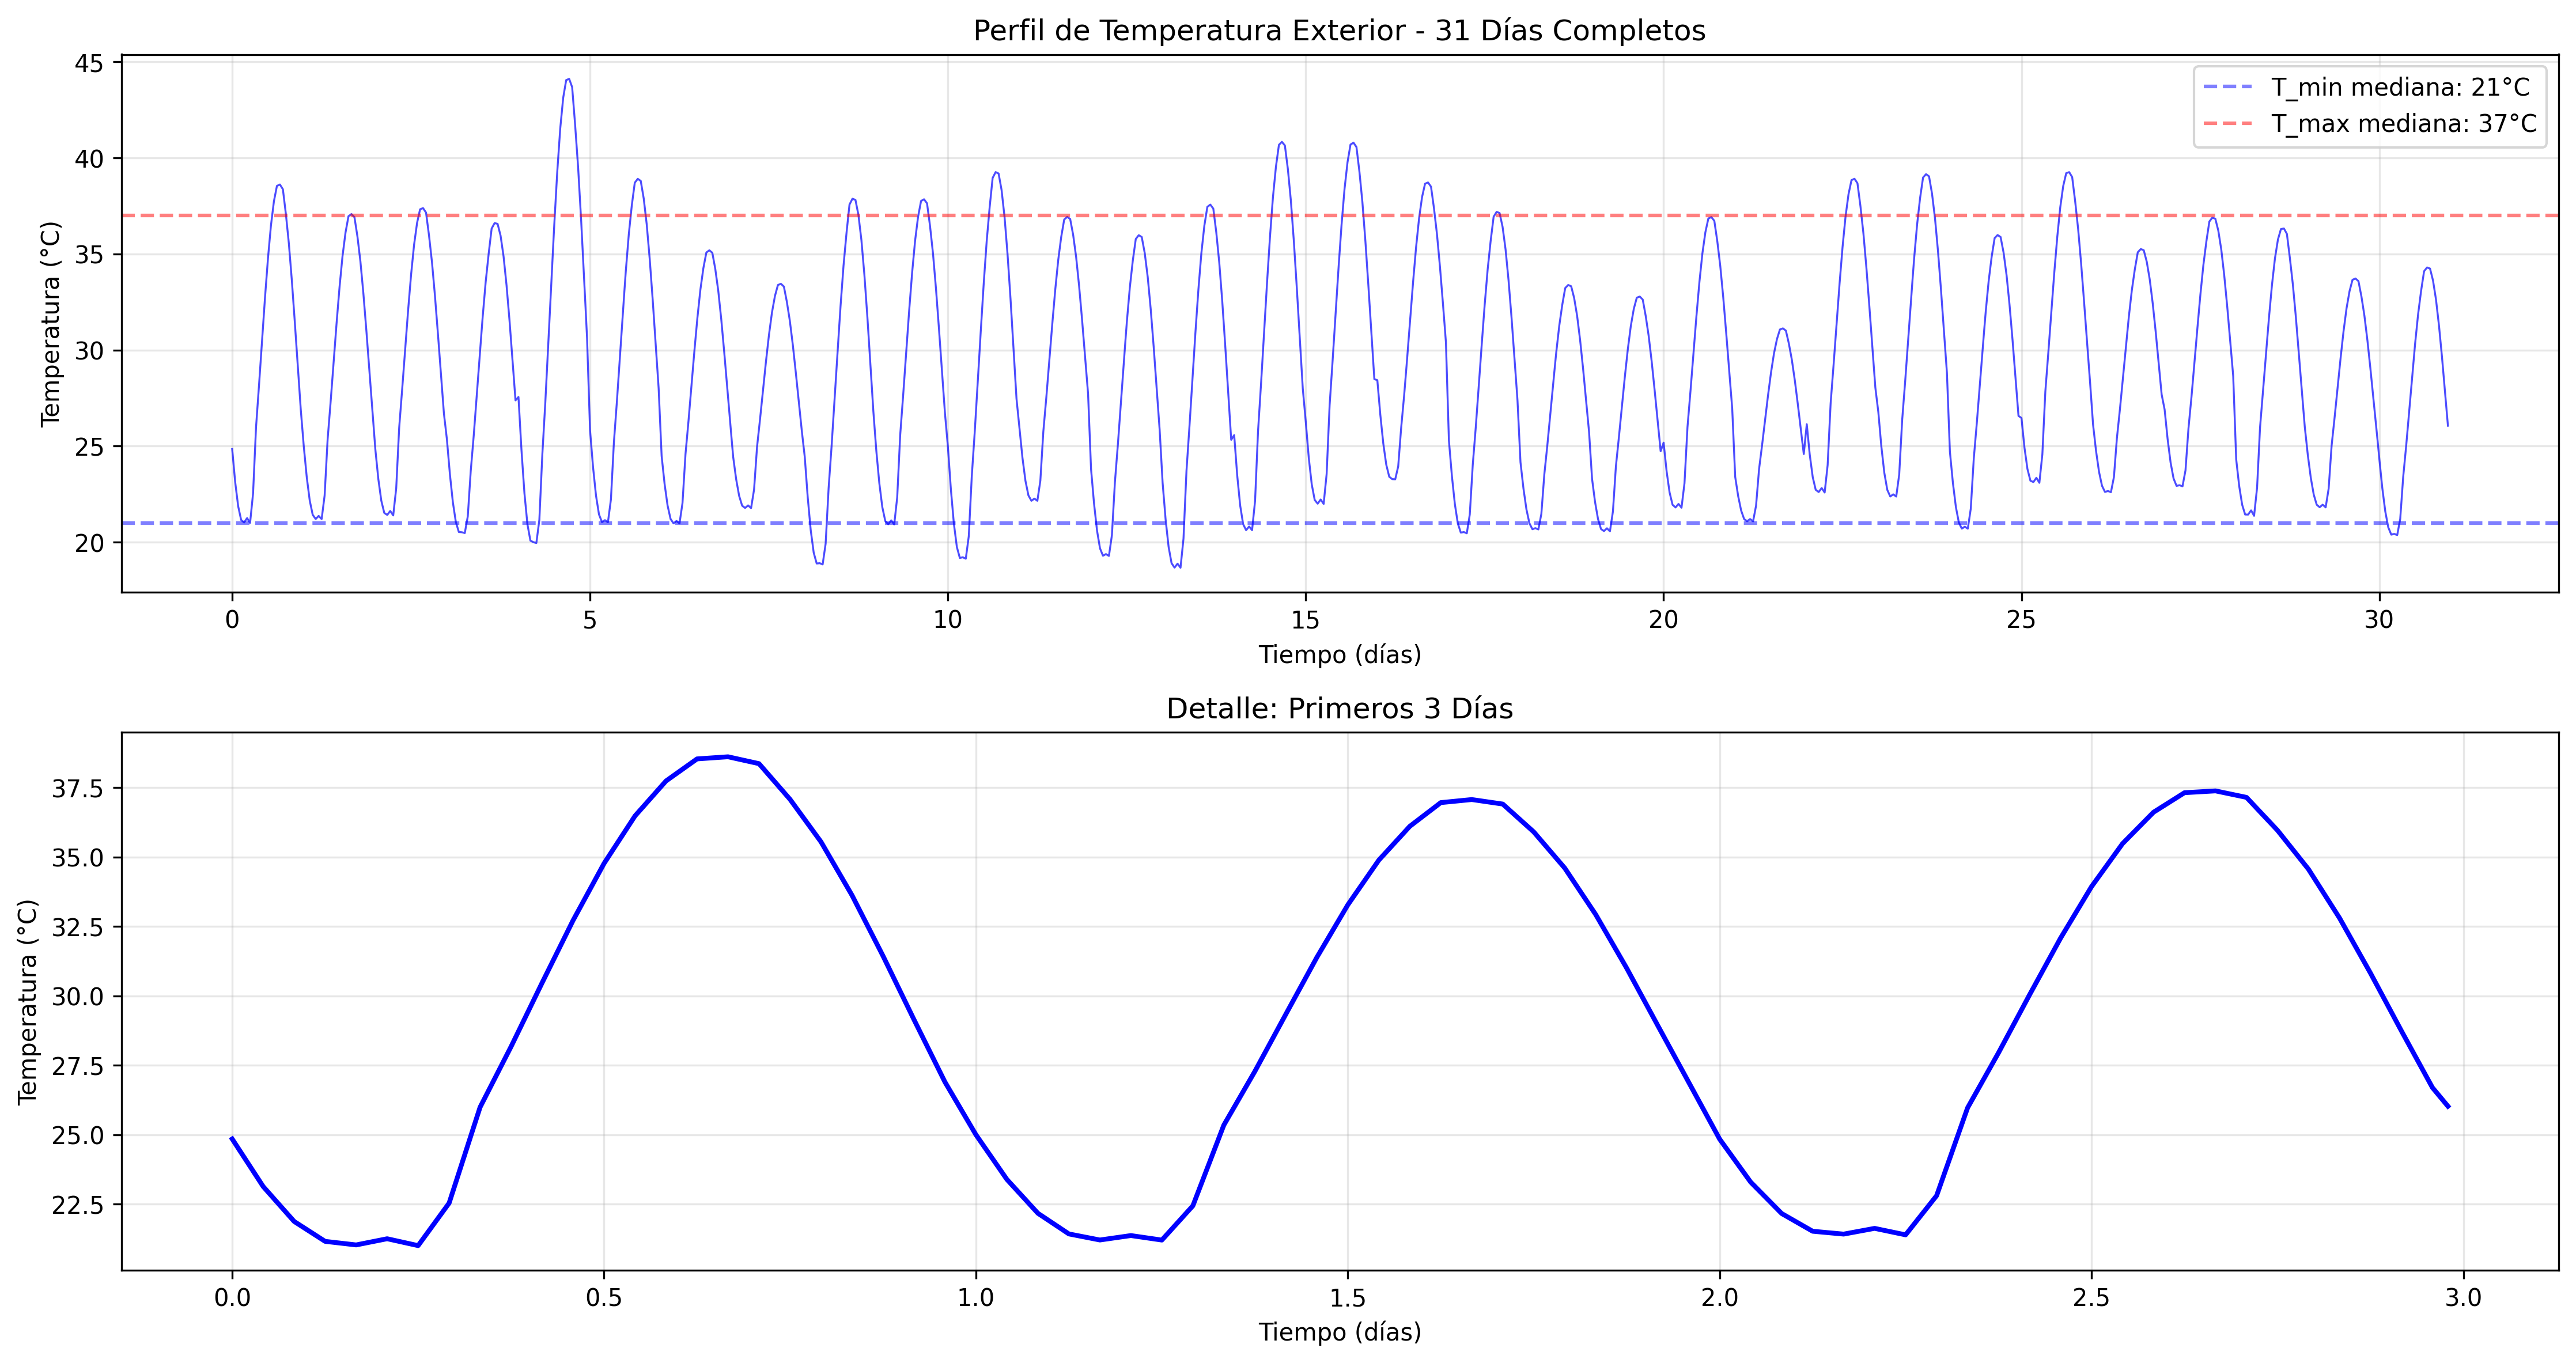 Perfil de Temperatura Exterior - 31 Días Completos
45
40
35
30
25
20
Temperatura (°C)
T_min mediana: 21°C
T_max mediana: 37°C
0 5 10 15 20 25 30
Tiempo (días)
Detalle: Primeros 3 Días
37.5
35.0
32.5
30.0
27.5
25.0
22.5
Temperatura (°C)
0.0 0.5 1.0 1.5 2.0 2.5 3.0
Tiempo (días)